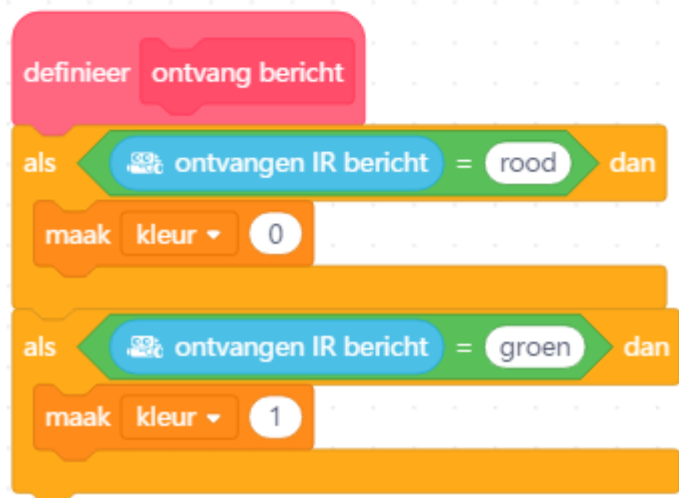 definieer ontvang bericht
als ontvangen IR bericht = rood dan
maak kleur 0
als ontvangen IR bericht = groen dan
maak kleur 1